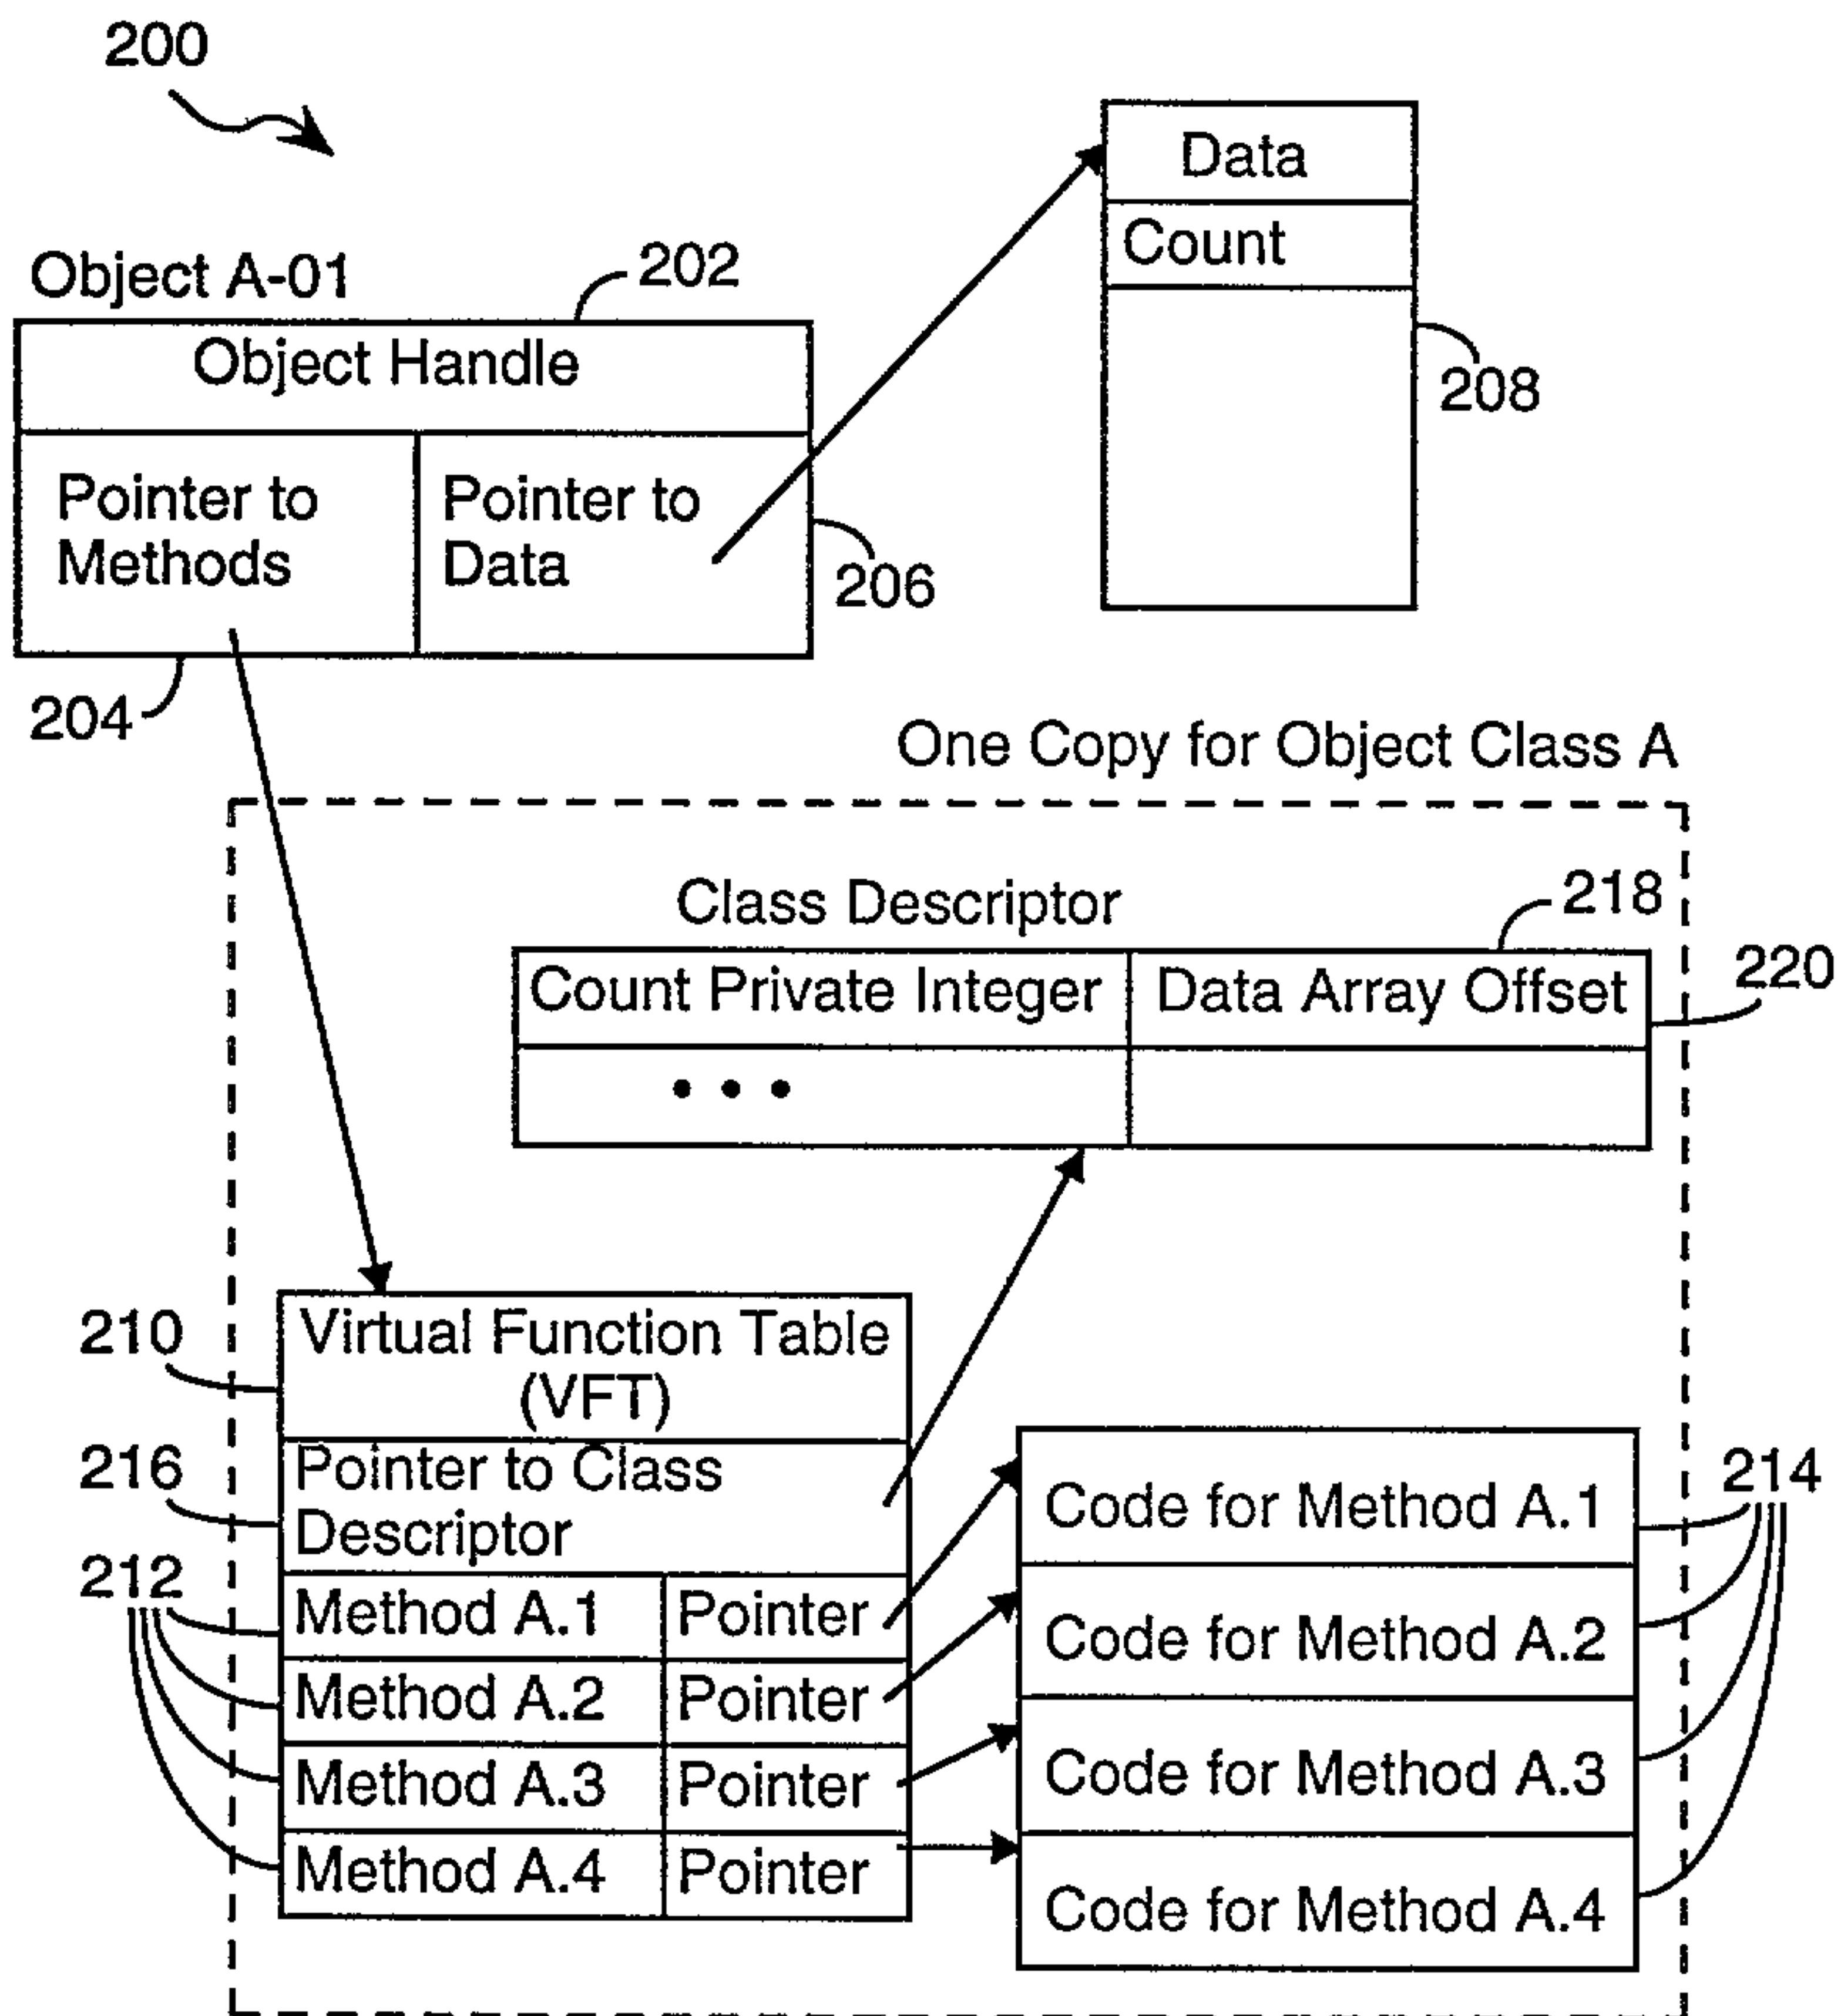 200
Data
Count
208
Object A-01
202
Object Handle
Pointer to
Methods
Pointer to
Data
206
204
One Copy for Object Class A
Class Descriptor
218
220
Count Private Integer
Data Array Offset
• • •
210
Virtual Function Table
(VFT)
216
Pointer to Class
Descriptor
212
Method A.1
Pointer
Method A.2
Pointer
Method A.3
Pointer
Method A.4
Pointer
214
Code for Method A.1
Code for Method A.2
Code for Method A.3
Code for Method A.4